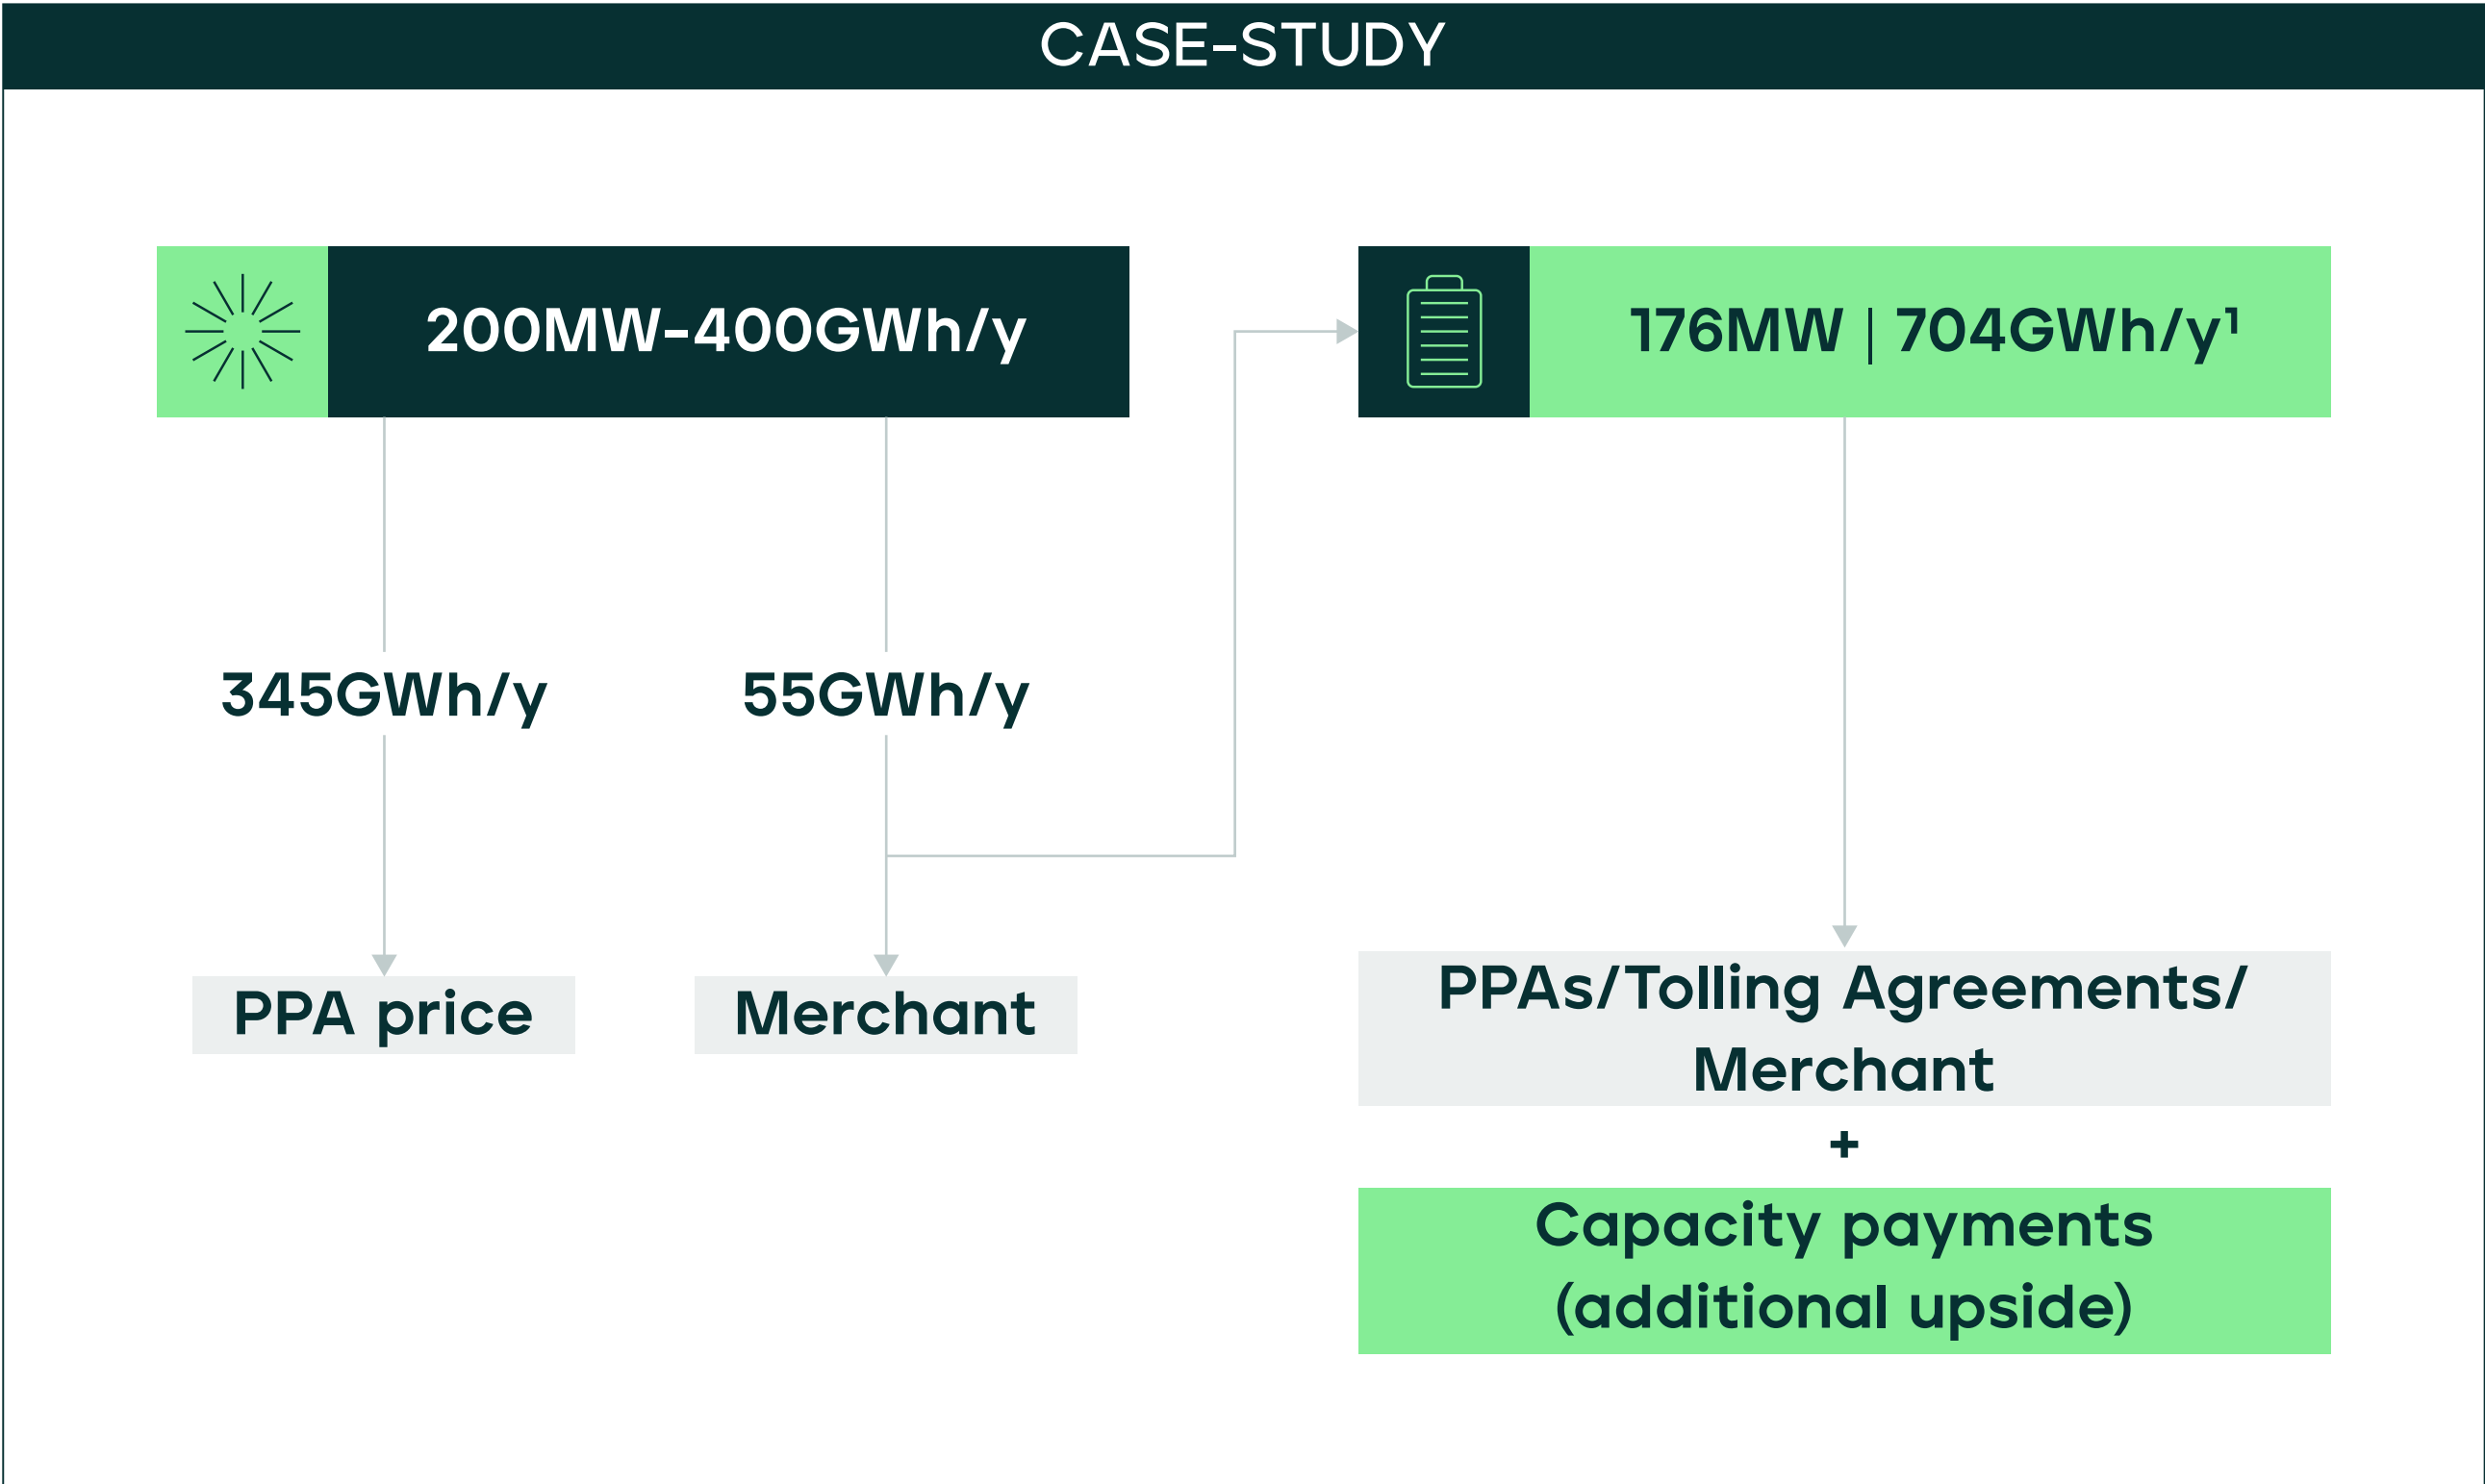 CASE-STUDY
200MW-400GWh/y
176MW | 704GWh/y¹
345GWh/y
55GWh/y
PPA price
Merchant
PPAs/Tolling Agreement/
Merchant
+
Capacity payments
(additional upside)